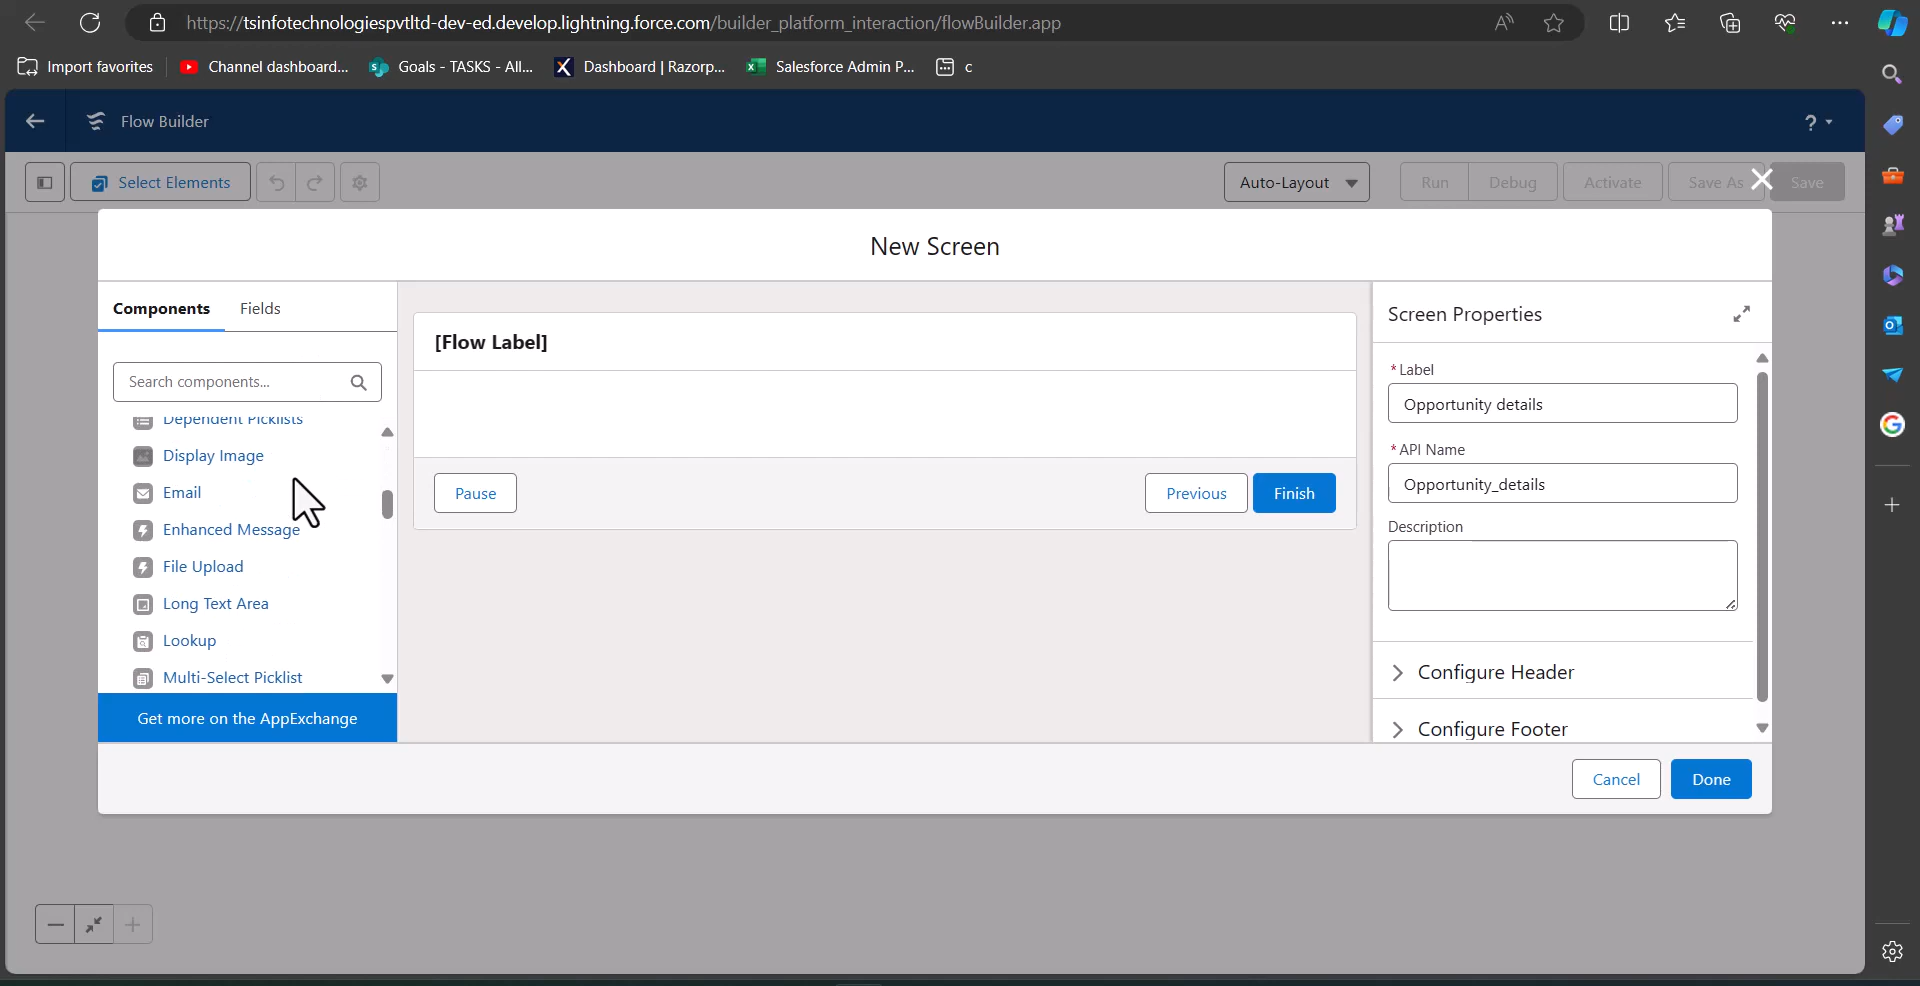 https://tsinfotechnologiespvtltd-dev-ed.develop.lightning.force.com/builder_platform_interaction/flowBuilder.app
Import favorites
Channel dashboard...
Goals - TASKS - All...
Dashboard | Razorp...
Salesforce Admin P...
c
Flow Builder
?
Select Elements
Auto-Layout
Run
Debug
Activate
Save As
Save
New Screen
Components
Fields
Search components...
Dependent Picklists
Display Image
Email
Enhanced Message
File Upload
Long Text Area
Lookup
Multi-Select Picklist
Get more on the AppExchange
[Flow Label]
Pause
Previous
Finish
Screen Properties
*Label
Opportunity details
*API Name
Opportunity_details
Description
Configure Header
Configure Footer
Cancel
Done